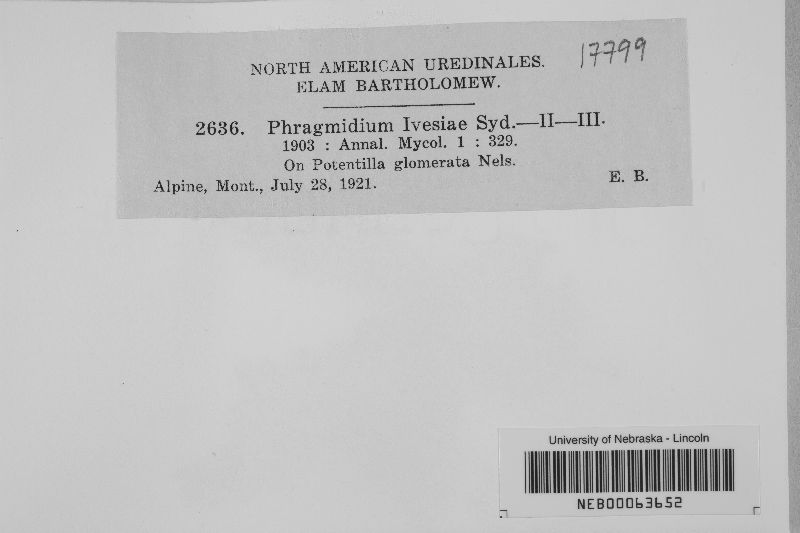 NORTH AMERICAN UREDINALES.
17799
ELAM BARTHOLOMEW.
2636. Phragmidium Ivesiae Syd.—II—III.
1903 : Annal. Mycol. 1 : 329.
On Potentilla glomerata Nels.
Alpine, Mont., July 28, 1921.
E. B.
University of Nebraska - Lincoln
NEB00063652